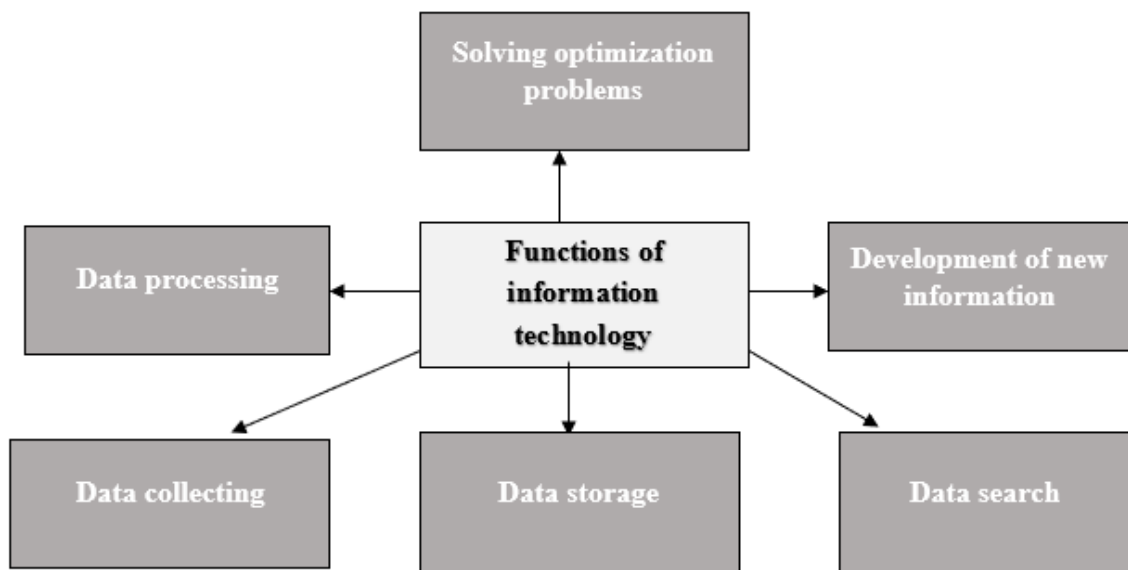 Solving optimization
problems
Data processing
Functions of
information
technology
Development of new
information
Data collecting
Data storage
Data search